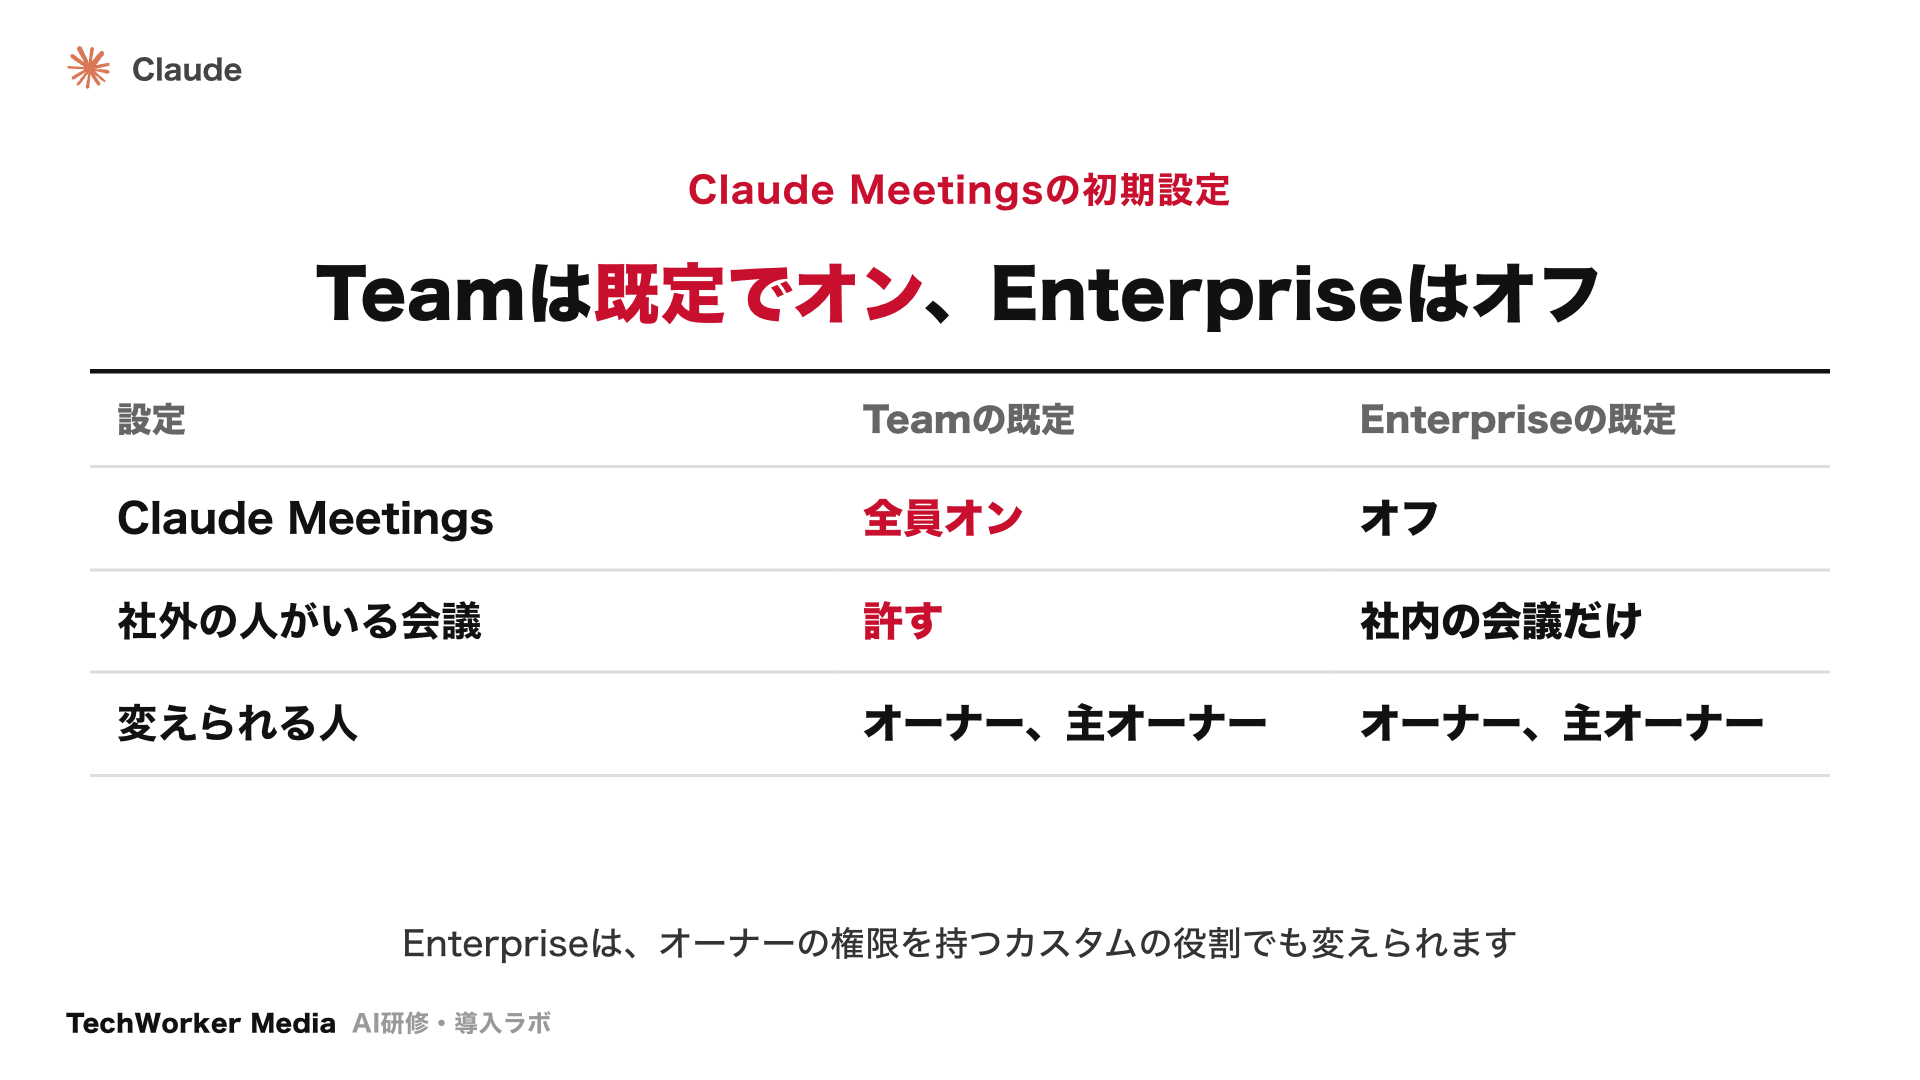 Claude
Claude Meetingsの初期設定
Teamは既定でオン、Enterpriseはオフ
設定 Teamの既定 Enterpriseの既定
Claude Meetings 全員オン オフ
社外の人がいる会議 許す 社内の会議だけ
変えられる人 オーナー、主オーナー オーナー、主オーナー
Enterpriseは、オーナーの権限を持つカスタムの役割でも変えられます
TechWorker Media AI研修・導入ラボ